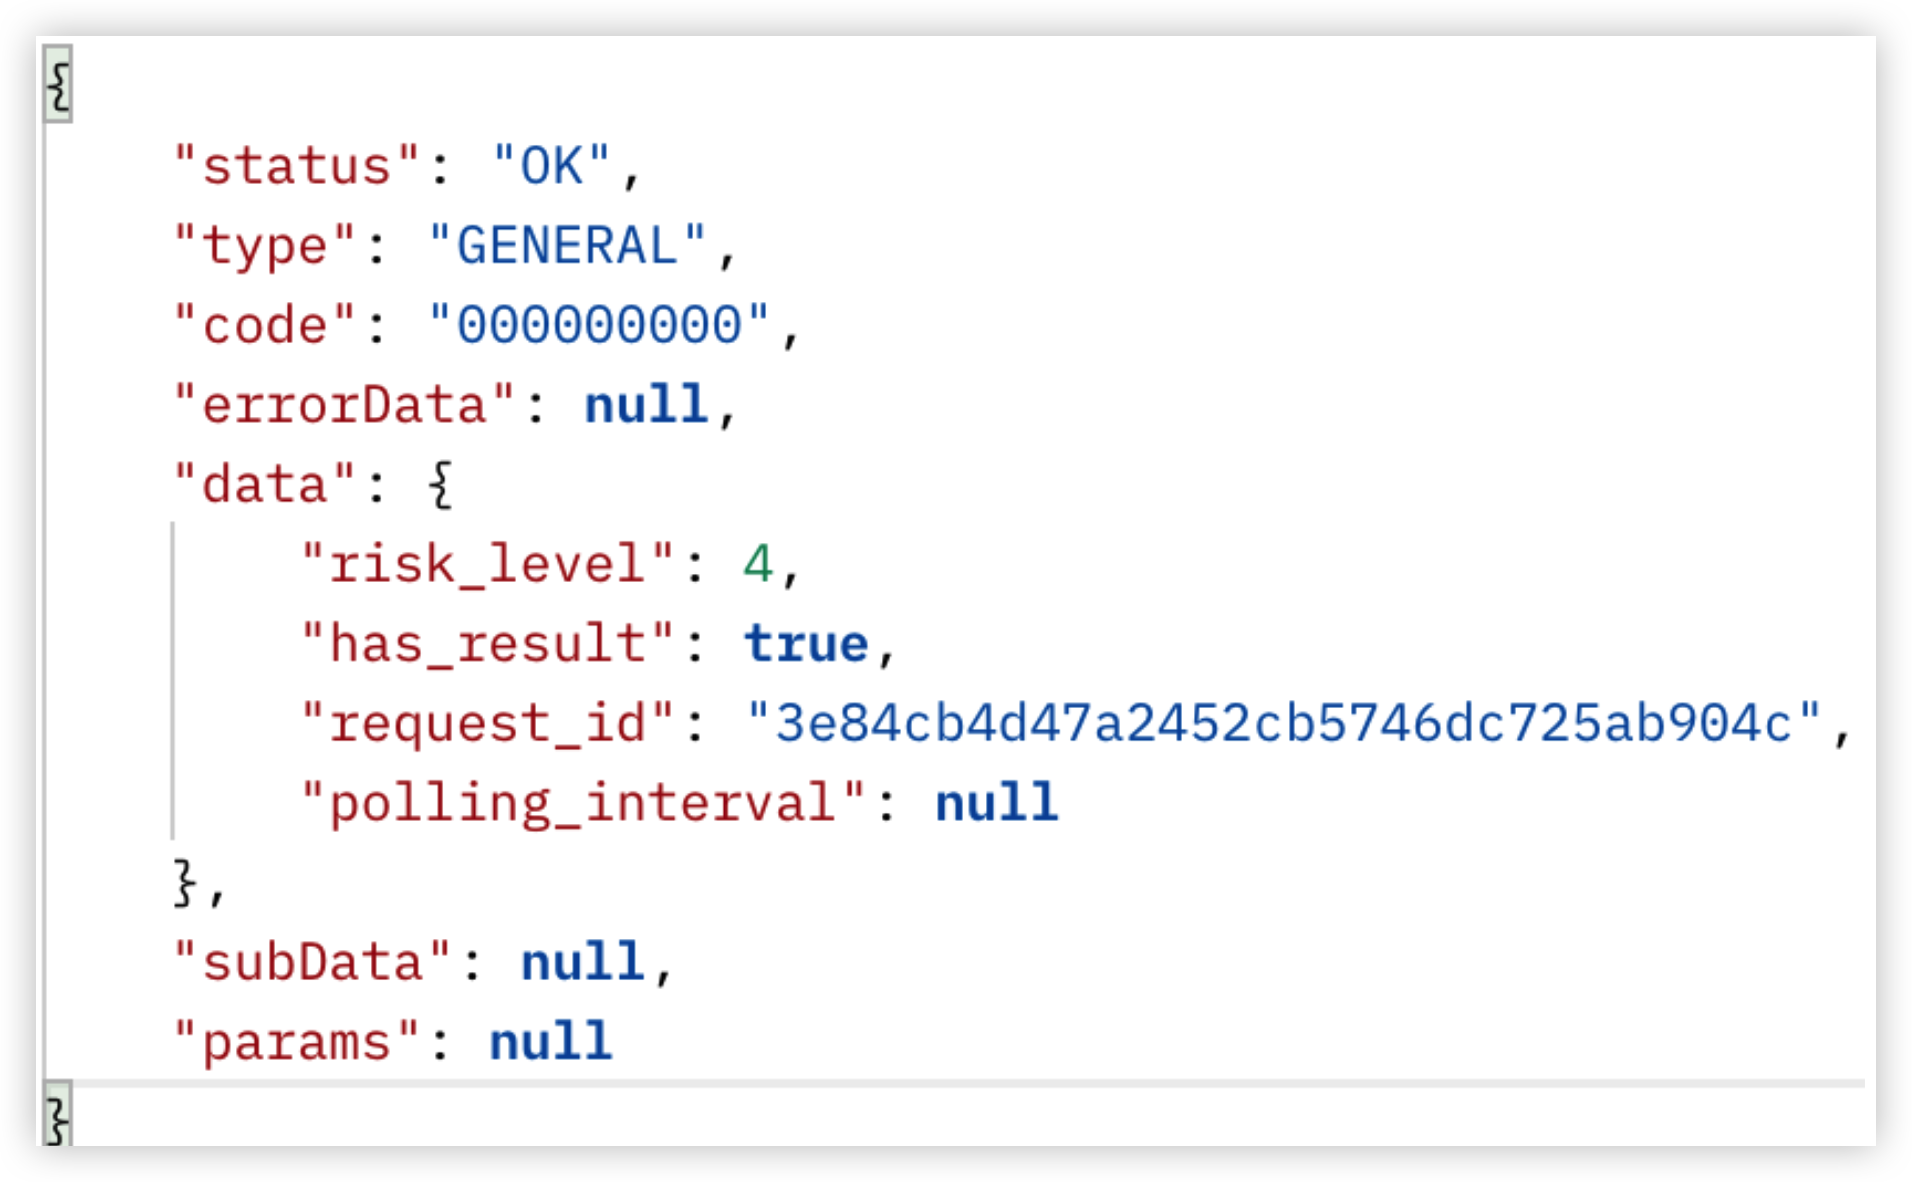 {
"status": "OK",
"type": "GENERAL",
"code": "000000000",
"errorData": null,
"data": {
"risk_level": 4,
"has_result": true,
"request_id": "3e84cb4d47a2452cb5746dc725ab904c",
"polling_interval": null
},
"subData": null,
"params": null
}